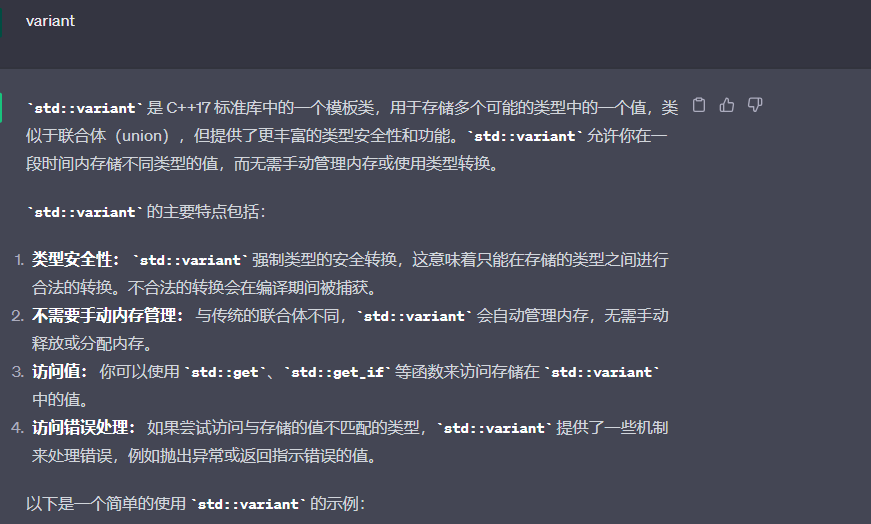 variant
`std::variant` 是 C++17 标准库中的一个模板类，用于存储多个可能的类型中的一个值，类
似于联合体（union），但提供了更丰富的类型安全性和功能。`std::variant` 允许你在一
段时间内存储不同类型的值，而无需手动管理内存或使用类型转换。
`std::variant` 的主要特点包括：
1. 类型安全性： `std::variant` 强制类型的安全转换，这意味着只能在存储的类型之间进行
合法的转换。不合法的转换会在编译期间被捕获。
2. 不需要手动内存管理： 与传统的联合体不同，`std::variant` 会自动管理内存，无需手动
释放或分配内存。
3. 访问值： 你可以使用 `std::get`、`std::get_if` 等函数来访问存储在 `std::variant`
中的值。
4. 访问错误处理： 如果尝试访问与存储的值不匹配的类型，`std::variant` 提供了一些机制
来处理错误，例如抛出异常或返回指示错误的值。
以下是一个简单的使用 `std::variant` 的示例：